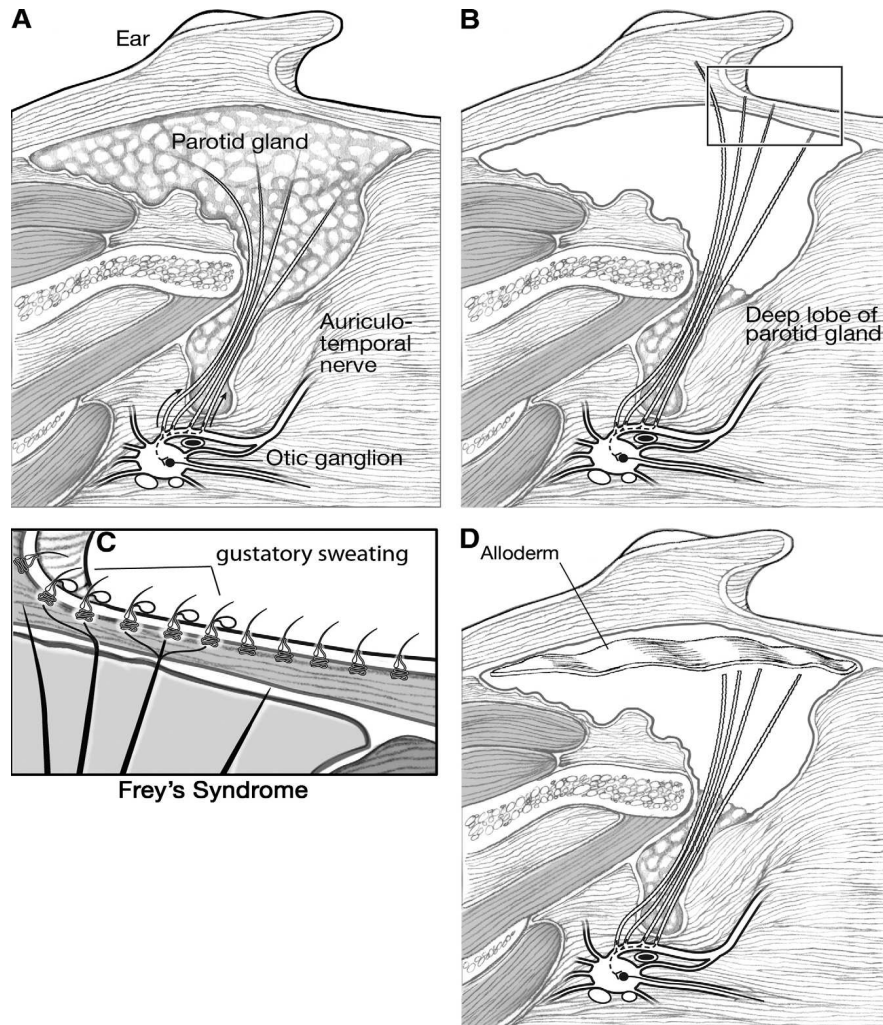 A
Ear
Parotid gland
Auriculo-
temporal
nerve
Otic ganglion
B
Deep lobe of
parotid gland
C
gustatory sweating
Frey's Syndrome
D
Alloderm